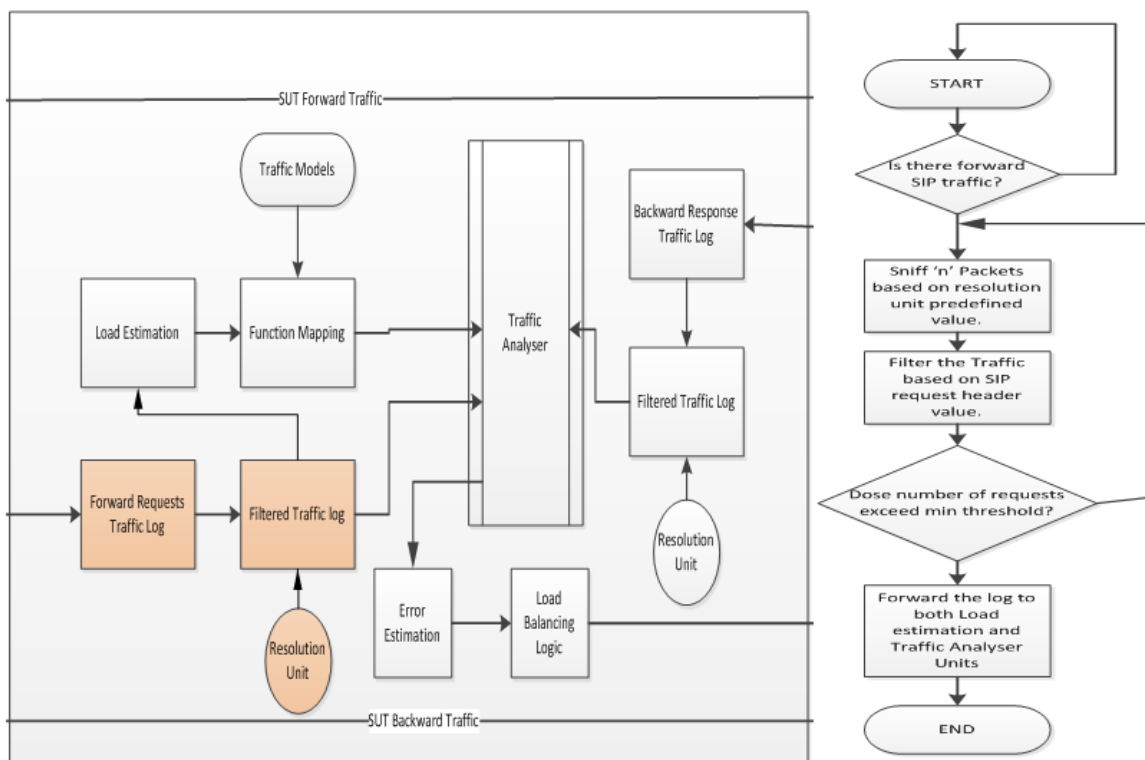 SUT Forward Traffic
Traffic Models
Load Estimation
Function Mapping
Traffic
Analyser
Backward Response
Traffic Log
Filtered Traffic Log
Resolution
Unit
Forward Requests
Traffic Log
Filtered Traffic log
Resolution
Unit
Error
Estimation
Load
Balancing
Logic
SUT Backward Traffic
START
Is there forward
SIP traffic?
Sniff 'n' Packets
based on resolution
unit predefined
value.
Filter the Traffic
based on SIP
request header
value.
Dose number of requests
exceed min threshold?
Forward the log to
both Load
estimation and
Traffic Analyser
Units
END